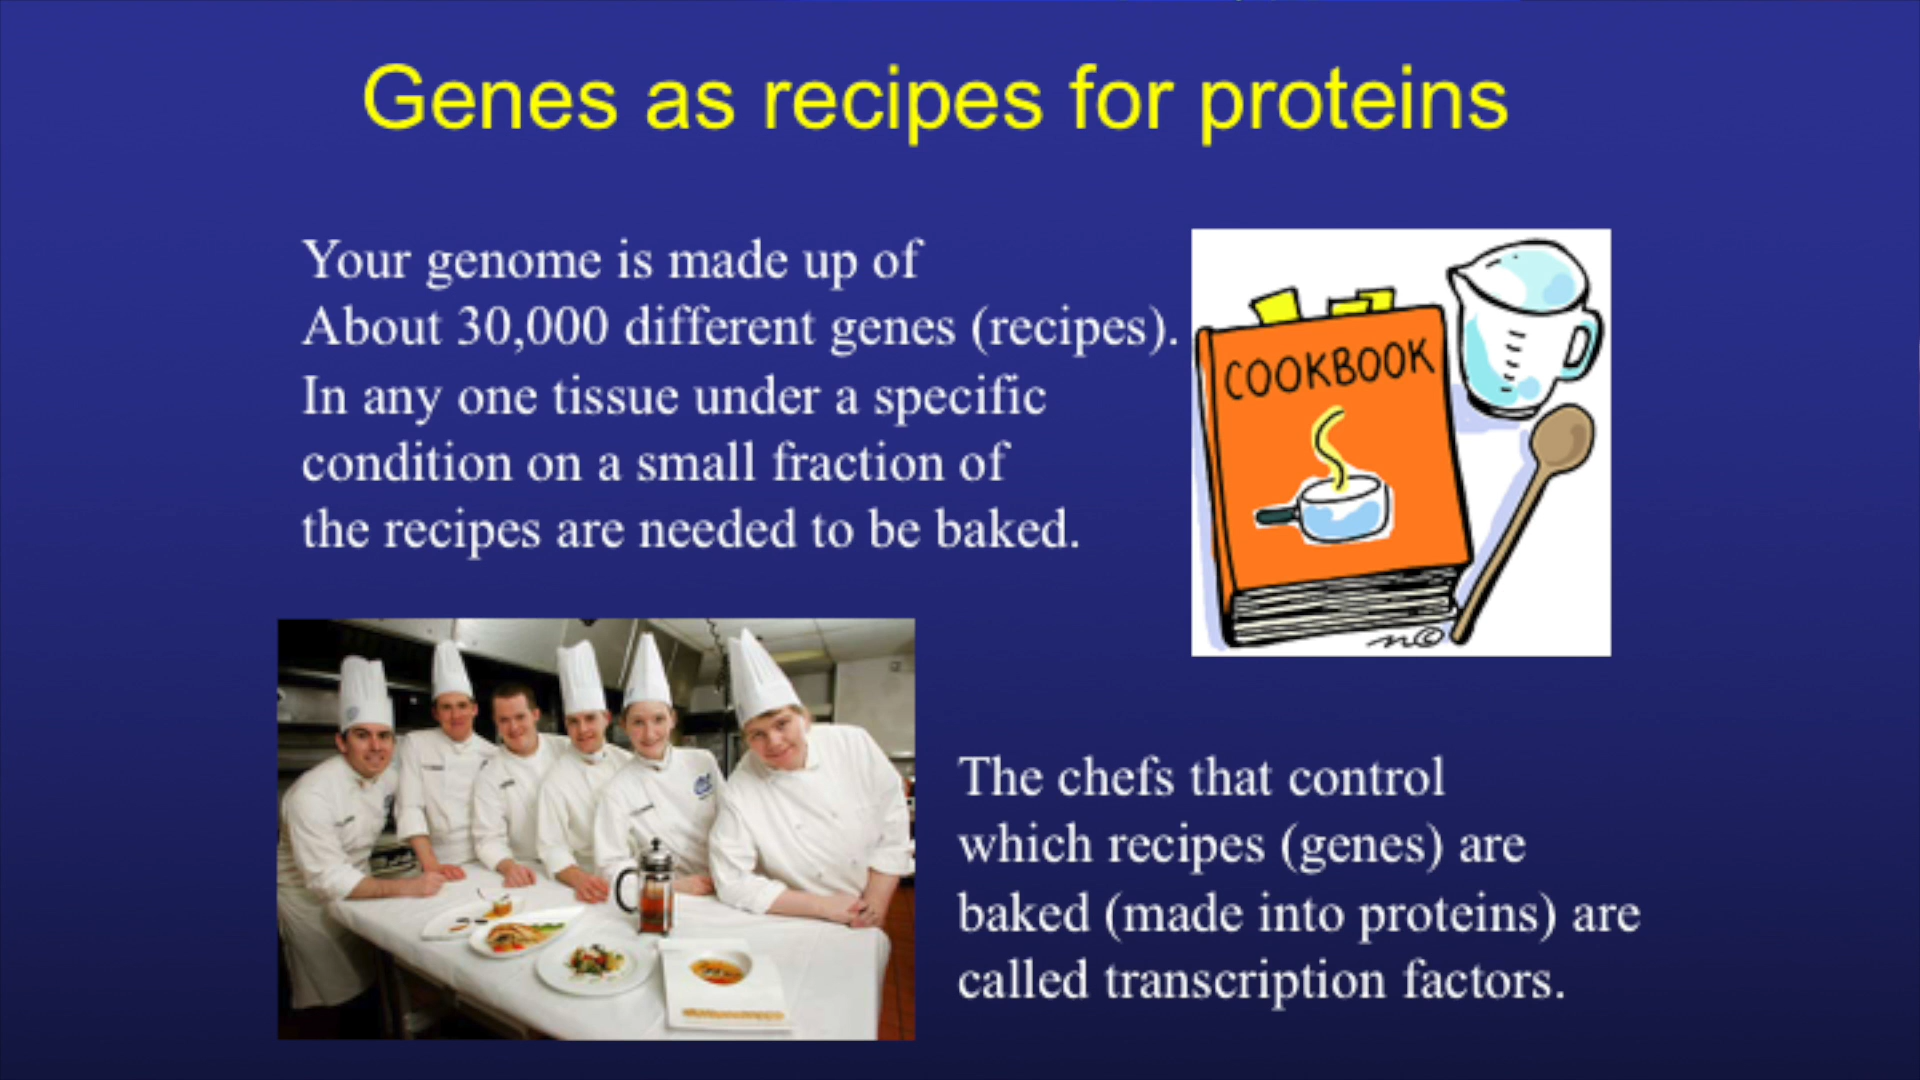 Genes as recipes for proteins
Your genome is made up of
About 30,000 different genes (recipes).
In any one tissue under a specific
condition on a small fraction of
the recipes are needed to be baked.
COOKBOOK
The chefs that control
which recipes (genes) are
baked (made into proteins) are
called transcription factors.